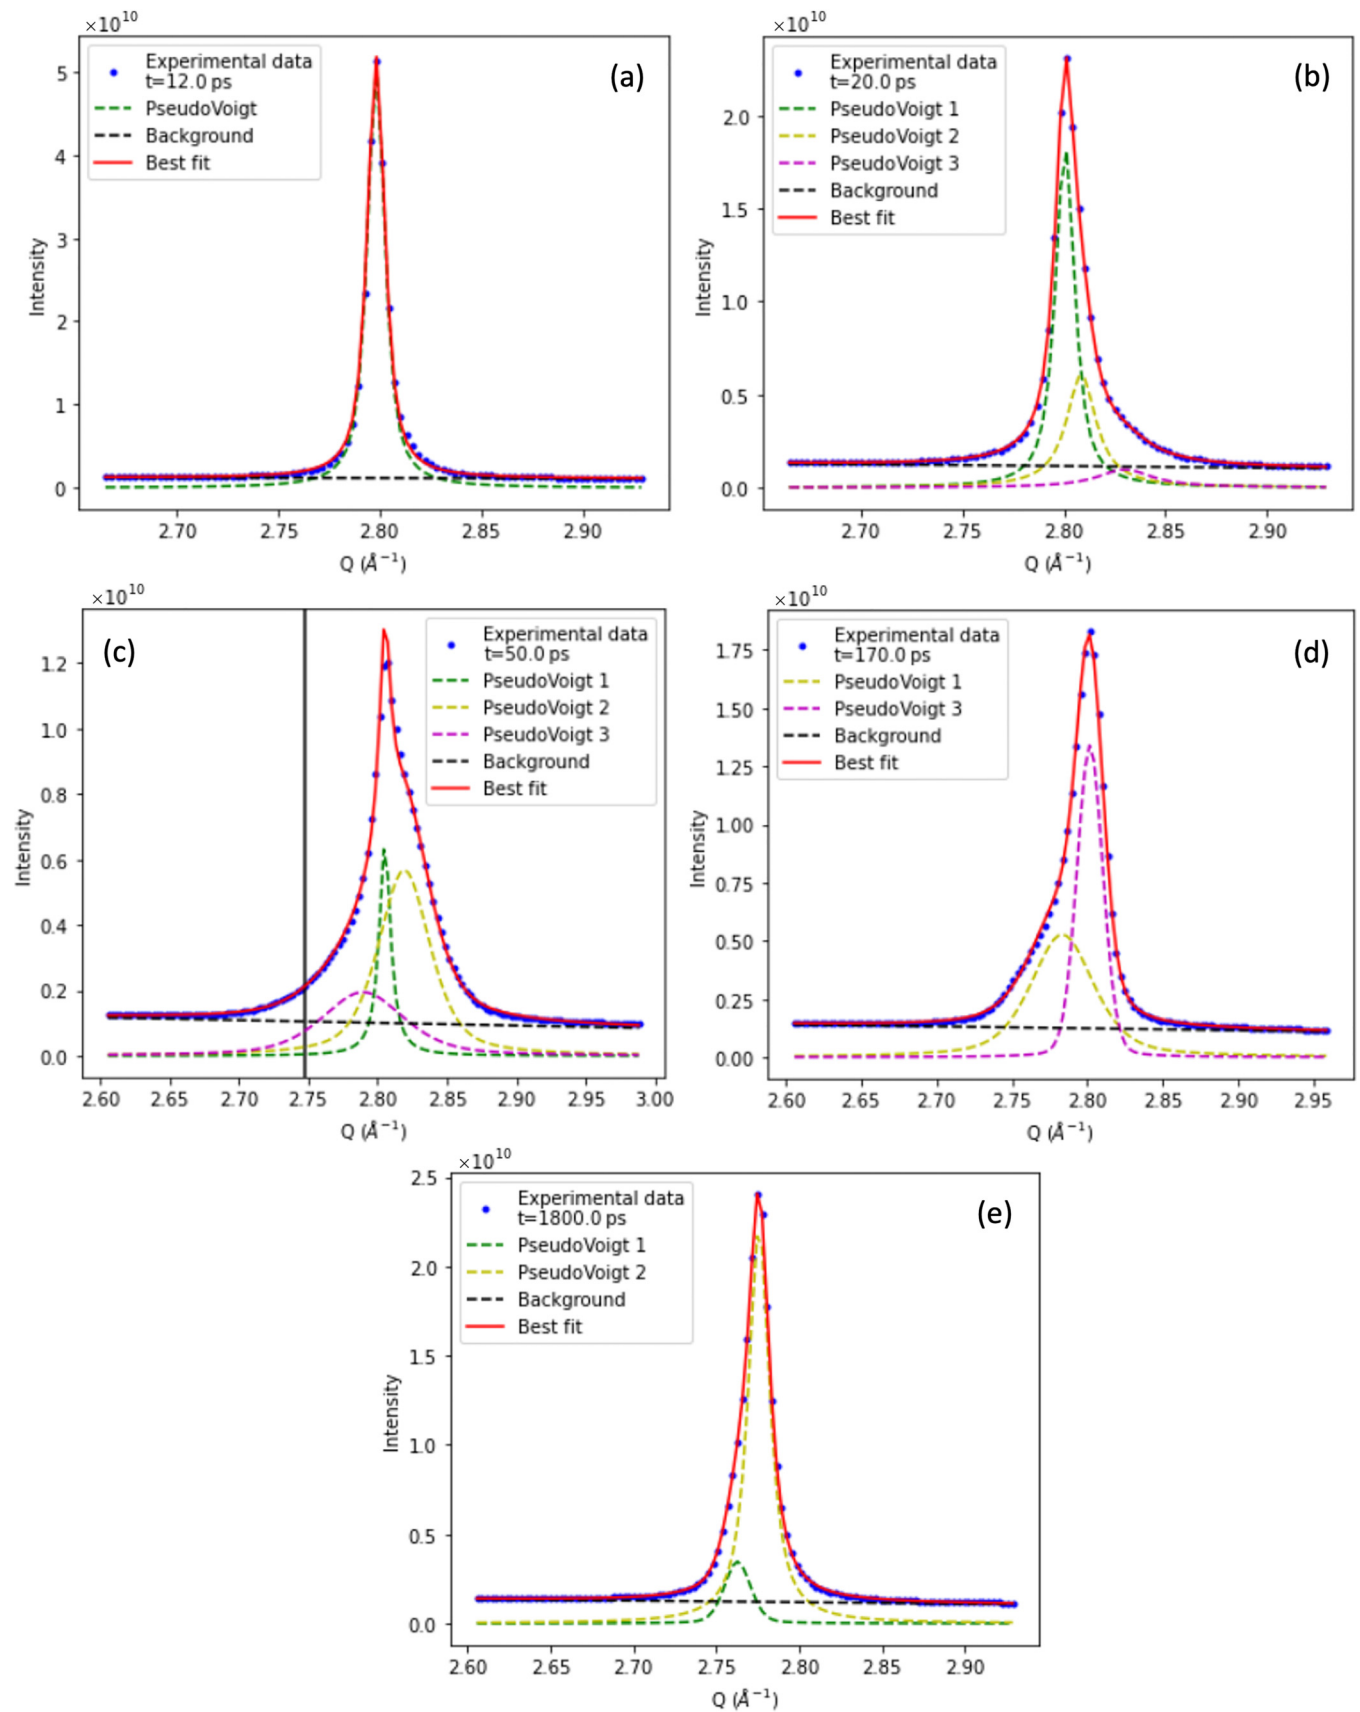 ×10¹⁰
Experimental data
t=12.0 ps
PseudoVoigt
Background
Best fit
(a)
5
4
3
2
1
0
Intensity
2.70 2.75 2.80 2.85 2.90
Q (Å⁻¹)
×10¹⁰
Experimental data
t=20.0 ps
PseudoVoigt 1
PseudoVoigt 2
PseudoVoigt 3
Background
Best fit
(b)
2.0
1.5
1.0
0.5
0.0
Intensity
2.70 2.75 2.80 2.85 2.90
Q (Å⁻¹)
×10¹⁰
(c)
Experimental data
t=50.0 ps
PseudoVoigt 1
PseudoVoigt 2
PseudoVoigt 3
Background
Best fit
1.2
1.0
0.8
0.6
0.4
0.2
0.0
Intensity
2.60 2.65 2.70 2.75 2.80 2.85 2.90 2.95 3.00
Q (Å⁻¹)
×10¹⁰
Experimental data
t=170.0 ps
PseudoVoigt 1
PseudoVoigt 3
Background
Best fit
(d)
1.75
1.50
1.25
1.00
0.75
0.50
0.25
0.00
Intensity
2.60 2.65 2.70 2.75 2.80 2.85 2.90 2.95
Q (Å⁻¹)
×10¹⁰
Experimental data
t=1800.0 ps
PseudoVoigt 1
PseudoVoigt 2
Background
Best fit
(e)
2.5
2.0
1.5
1.0
0.5
0.0
Intensity
2.60 2.65 2.70 2.75 2.80 2.85 2.90
Q (Å⁻¹)